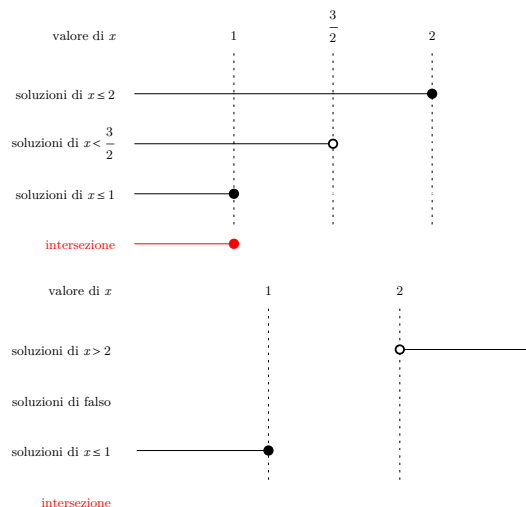 valore di x 1 3/2 2
soluzioni di x ≤ 2
soluzioni di x < 3/2
soluzioni di x ≤ 1
intersezione
valore di x 1 2
soluzioni di x > 2
soluzioni di falso
soluzioni di x ≤ 1
intersezione